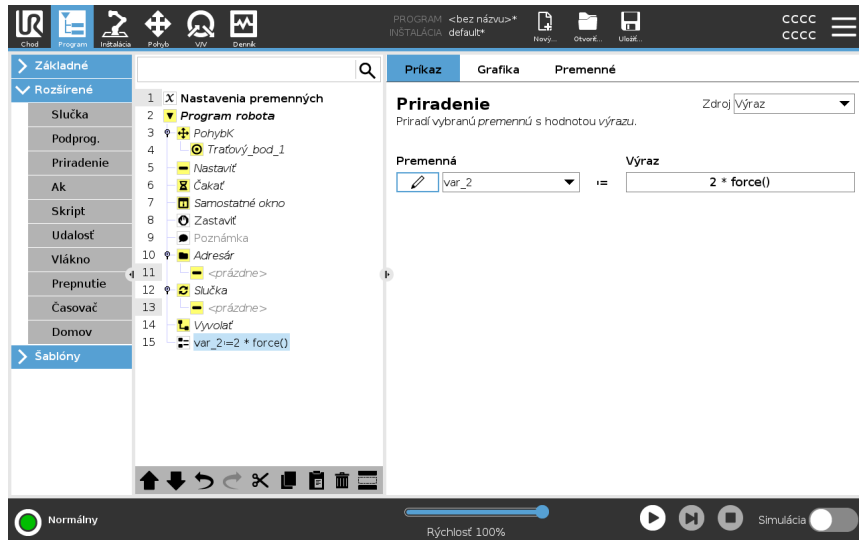 PROGRAM <bez názvu>*
INŠTALÁCIA default*
Chod
Program
Inštalácia
Pohyb
V/V
Denník
Nový...
Otvoriť...
Uložiť...
CCCC
CCCC
Základné
Rozšírené
Slučka
Podprog.
Priradenie
Ak
Skript
Udalosť
Vlákno
Prepnutie
Časovač
Domov
Šablóny
1 X Nastavenia premenných
2 Program robota
3 PohybK
4 Traťový_bod_1
5 Nastaviť
6 Čakať
7 Samostatné okno
8 Zastaviť
9 Poznámka
10 Adresár
11 <prázdne>
12 Slučka
13 <prázdne>
14 Vyvolať
15 var_2≔2 * force()
Príkaz
Grafika
Premenné
Priradenie
Zdroj Výraz
Priradí vybranú premennú s hodnotou výrazu.
Premenná
Výraz
var_2
≔
2 * force()
Normálny
Rýchlosť 100%
Simulácia